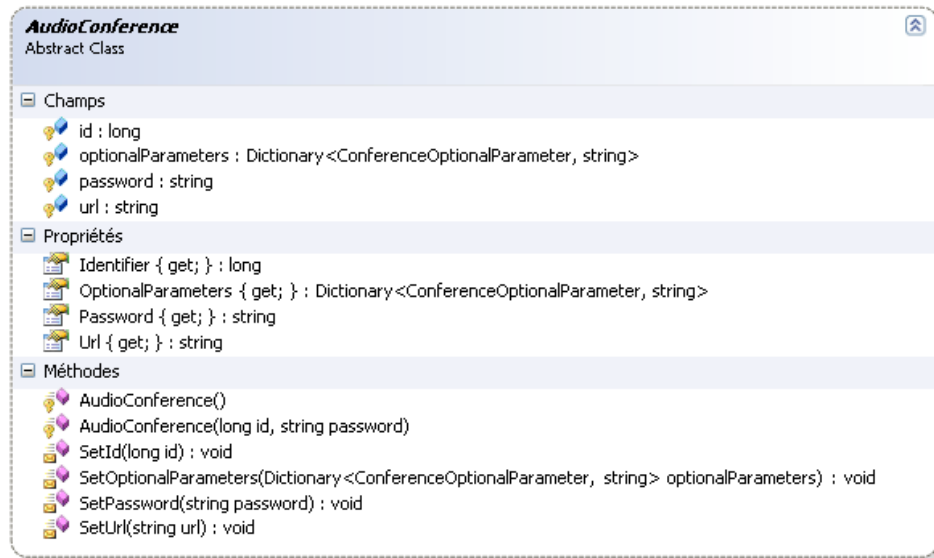 AudioConference
Abstract Class
Champs
id : long
optionalParameters : Dictionary<ConferenceOptionalParameter, string>
password : string
url : string
Propriétés
Identifier { get; } : long
OptionalParameters { get; } : Dictionary<ConferenceOptionalParameter, string>
Password { get; } : string
Url { get; } : string
Méthodes
AudioConference()
AudioConference(long id, string password)
SetId(long id) : void
SetOptionalParameters(Dictionary<ConferenceOptionalParameter, string> optionalParameters) : void
SetPassword(string password) : void
SetUrl(string url) : void